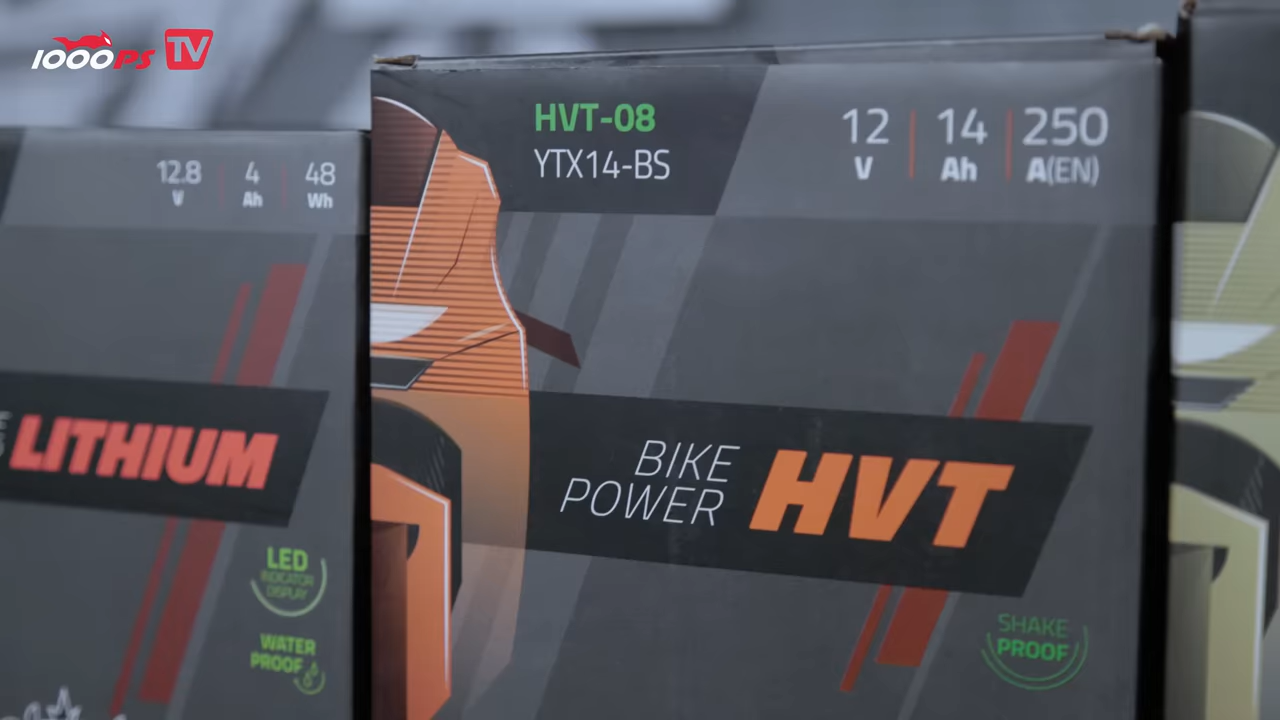 1000PS TV
12.8 4 48
V Ah Wh
LITHIUM
LED
INDICATOR
DISPLAY
WATER
PROOF
HVT-08
YTX14-BS
12 14 250
V Ah A(EN)
BIKE
POWER
HVT
SHAKE
PROOF